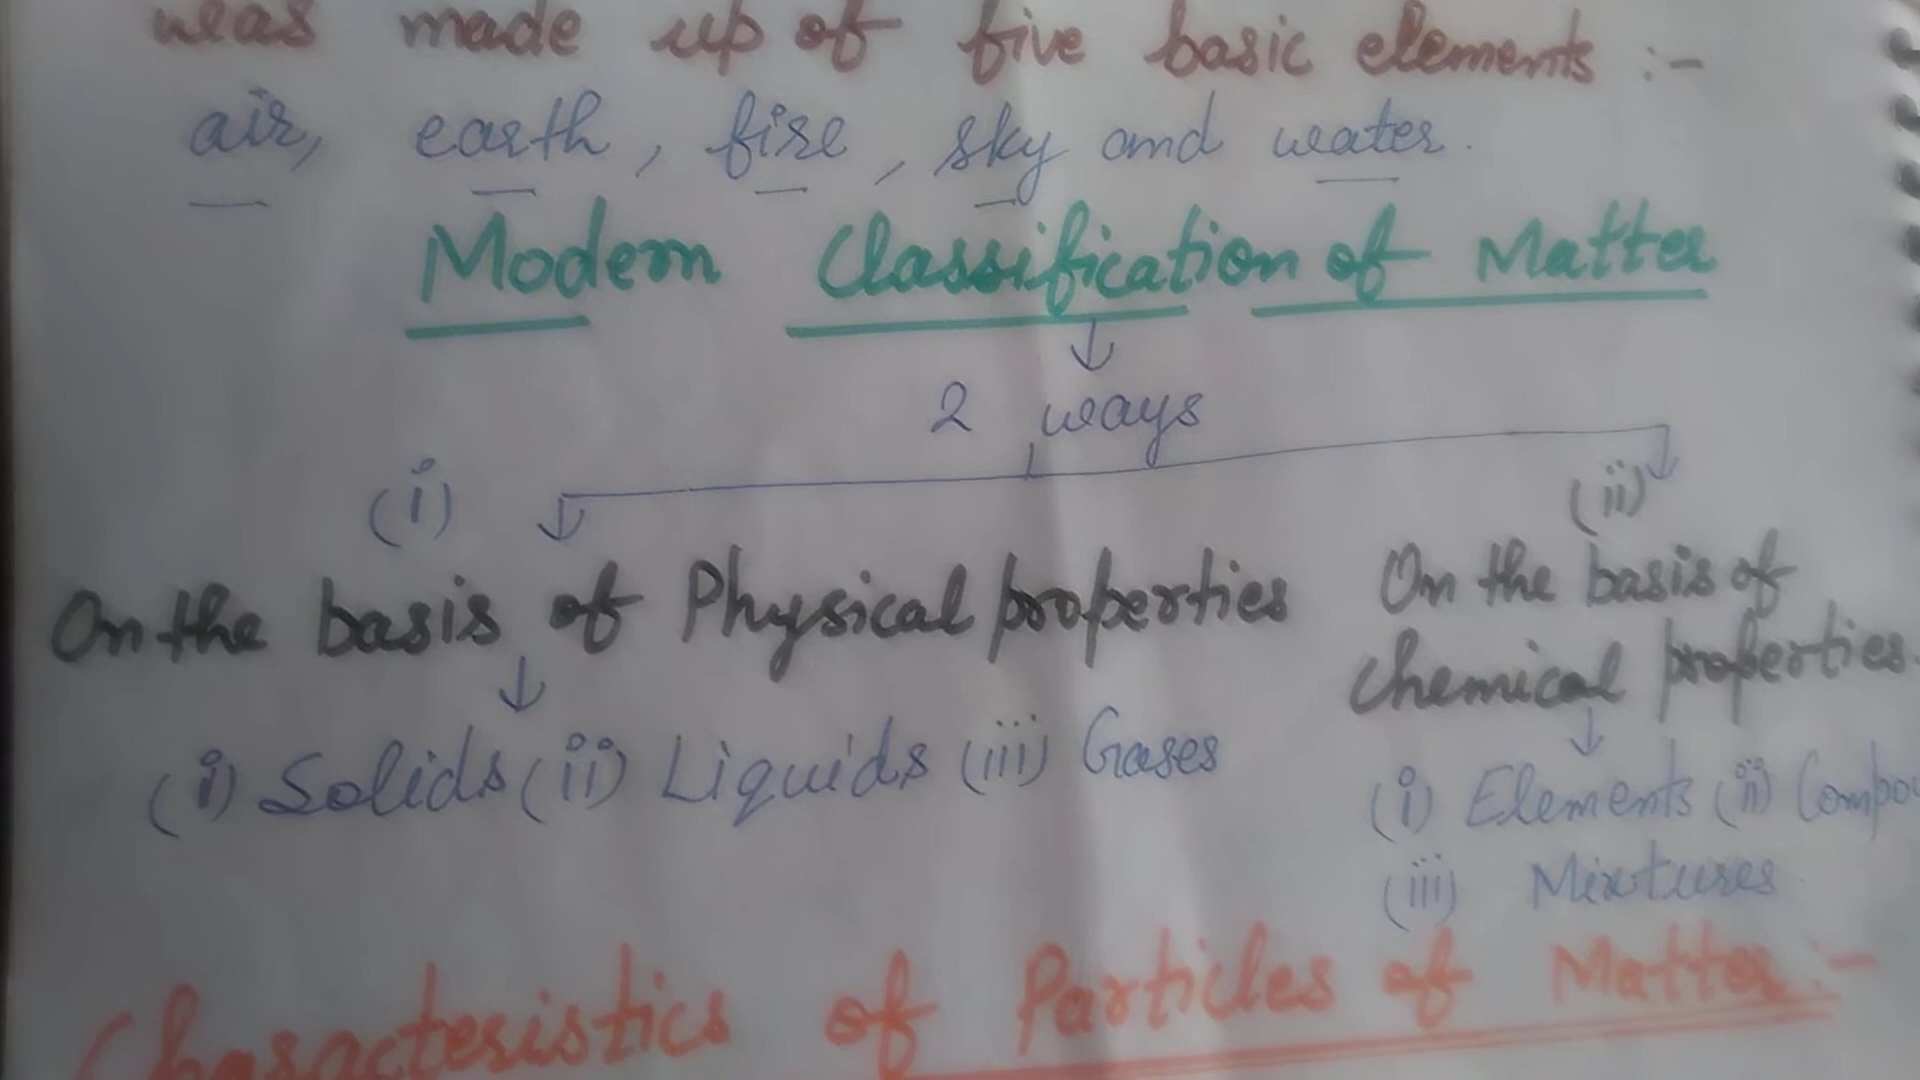 was made up of five basic elements :-
air, earth, fire, sky and water.
Modern Classification of Matter
2 ways
(i)
(ii)
On the basis of Physical properties
On the basis of
chemical properties.
(i) Solids (ii) Liquids (iii) Gases
(i) Elements (ii) Compou
(iii) Mixtures
Characteristics of Particles of Matter :-